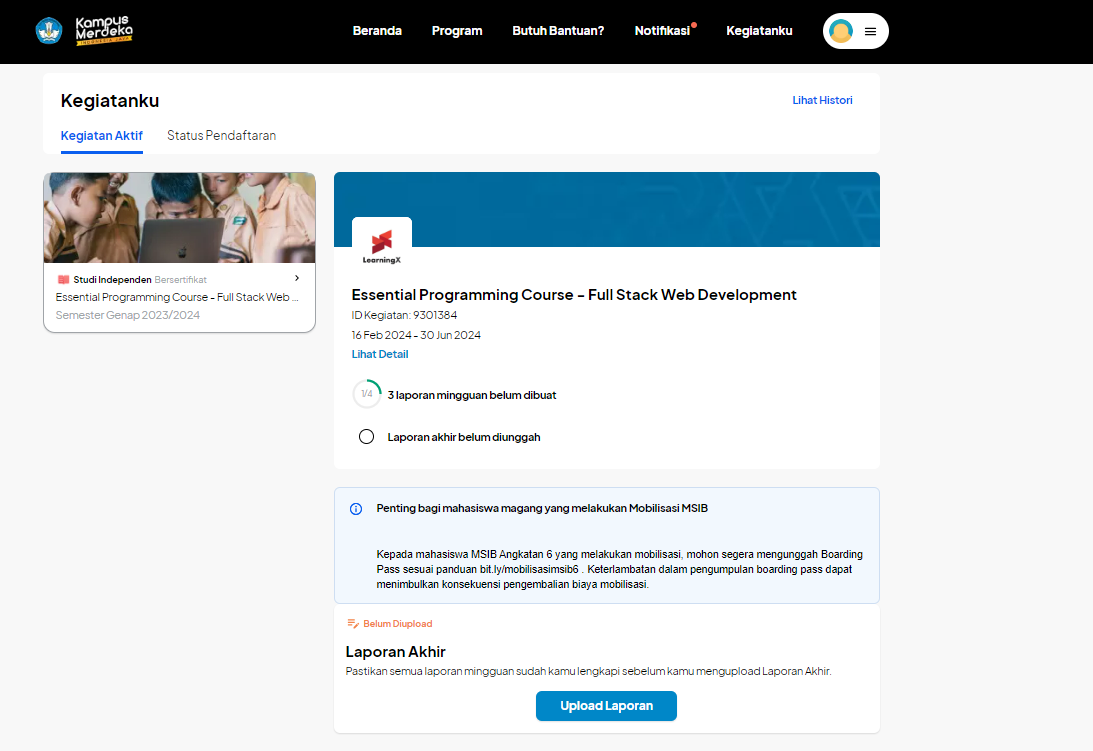 Kampus
Merdeka
INDONESIA JAYA
Beranda
Program
Butuh Bantuan?
Notifikasi
Kegiatanku
Kegiatanku
Lihat Histori
Kegiatan Aktif
Status Pendaftaran
Studi Independen Bersertifikat
Essential Programming Course - Full Stack Web ...
Semester Genap 2023/2024
LearningX
Essential Programming Course - Full Stack Web Development
ID Kegiatan: 9301384
16 Feb 2024 - 30 Jun 2024
Lihat Detail
1/4
3 laporan mingguan belum dibuat
Laporan akhir belum diunggah
Penting bagi mahasiswa magang yang melakukan Mobilisasi MSIB
Kepada mahasiswa MSIB Angkatan 6 yang melakukan mobilisasi, mohon segera mengunggah Boarding
Pass sesuai panduan bit.ly/mobilisasimsib6 . Keterlambatan dalam pengumpulan boarding pass dapat
menimbulkan konsekuensi pengembalian biaya mobilisasi.
Belum Diupload
Laporan Akhir
Pastikan semua laporan mingguan sudah kamu lengkapi sebelum kamu mengupload Laporan Akhir.
Upload Laporan